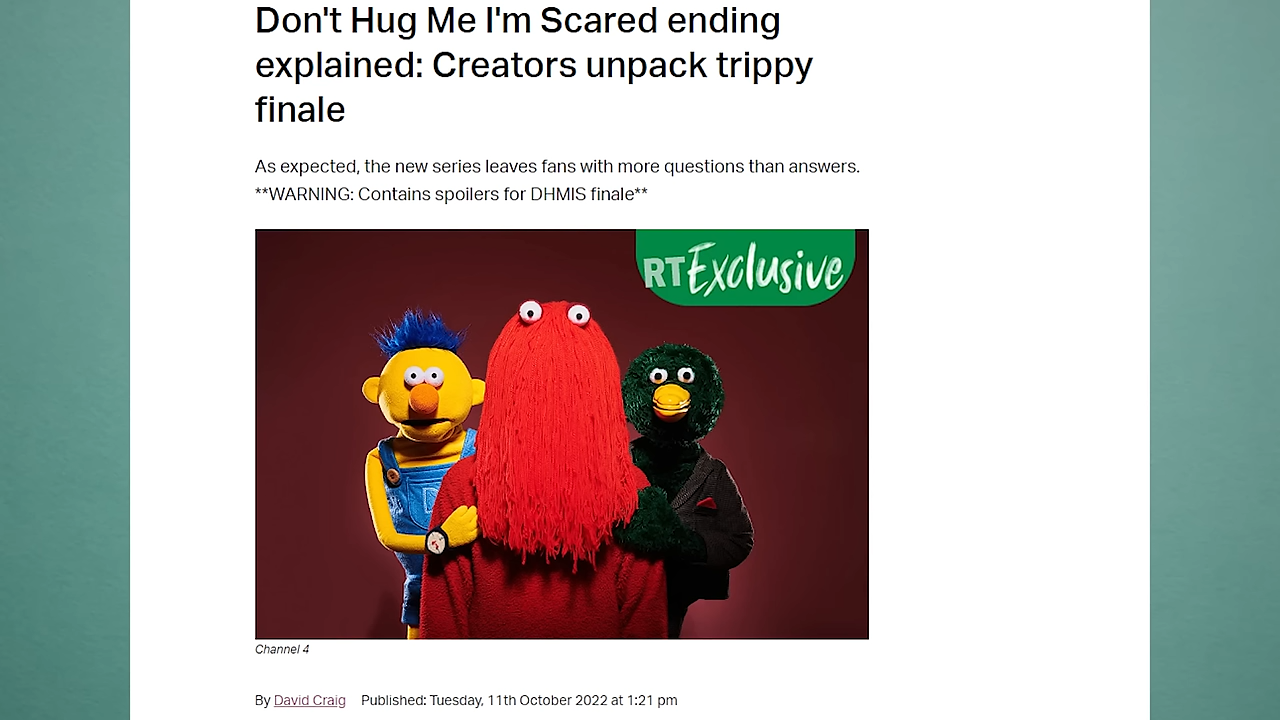 Don't Hug Me I'm Scared ending
explained: Creators unpack trippy
finale
As expected, the new series leaves fans with more questions than answers.
**WARNING: Contains spoilers for DHMIS finale**
RT Exclusive
Channel 4
By David Craig Published: Tuesday, 11th October 2022 at 1:21 pm